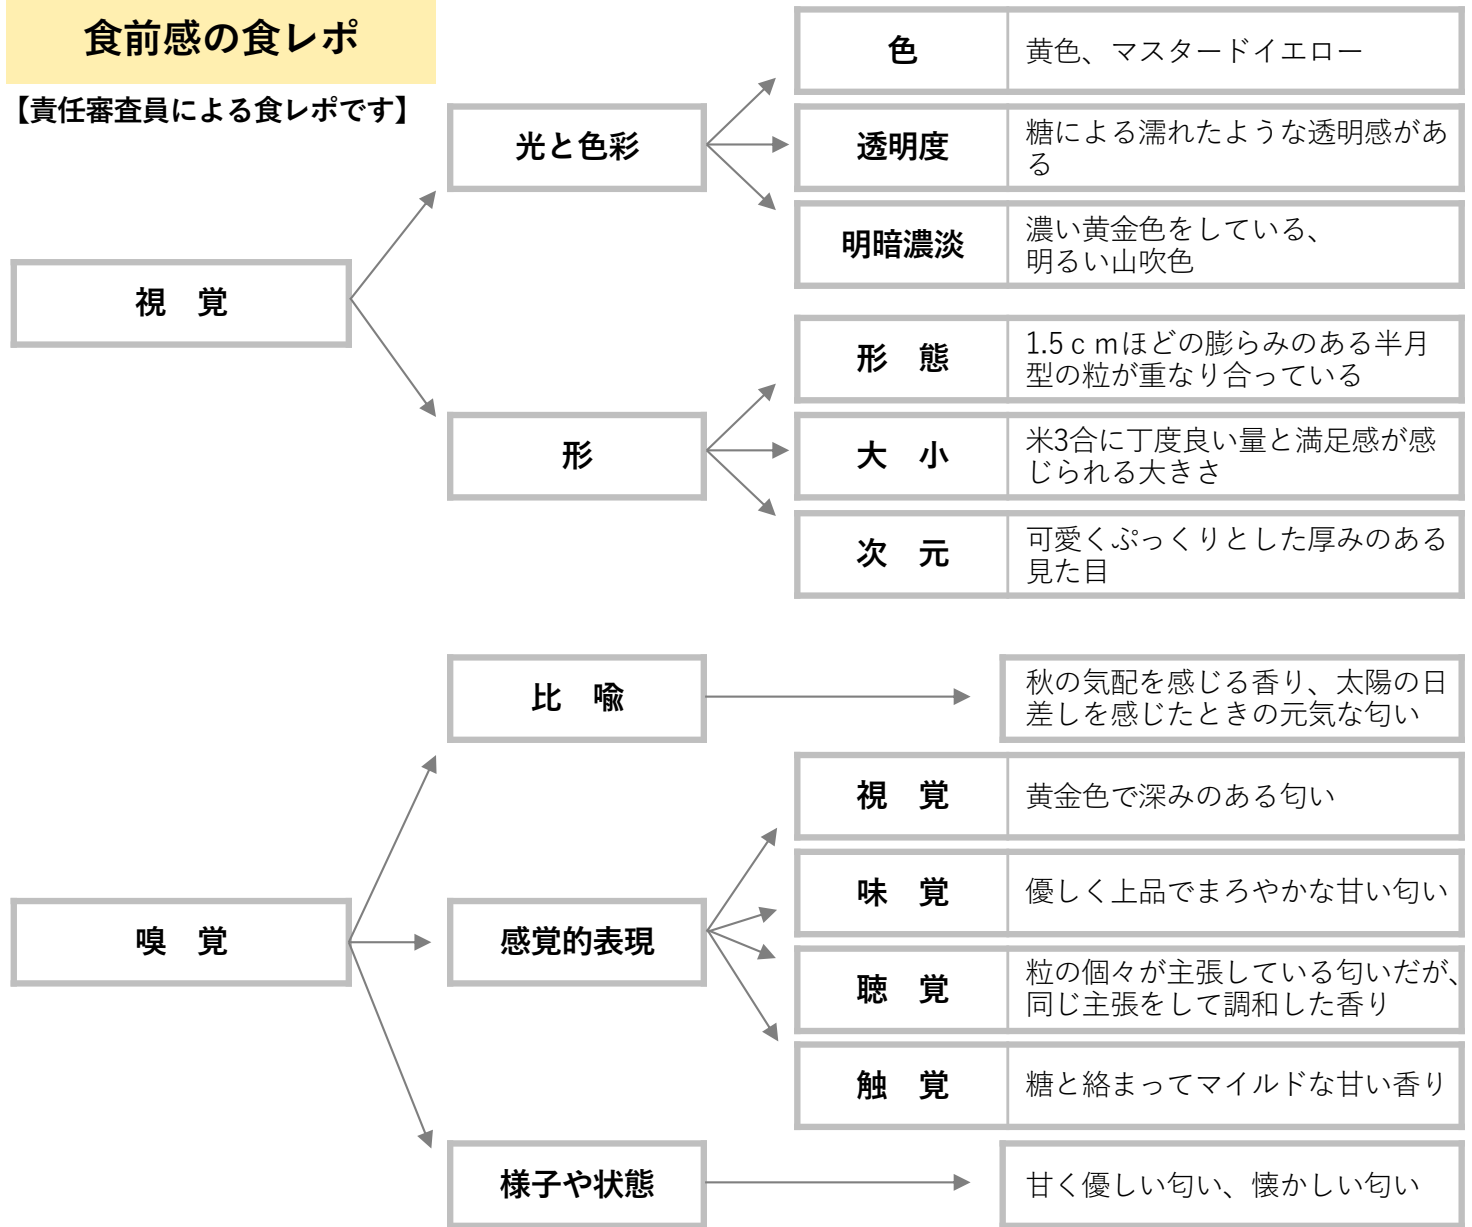 食前感の食レポ
【責任審査員による食レポです】
視　覚
光と色彩
色
黄色、マスタードイエロー
透明度
糖による濡れたような透明感があ
る
明暗濃淡
濃い黄金色をしている、
明るい山吹色
形
形　態
1.5ｃｍほどの膨らみのある半月
型の粒が重なり合っている
大　小
米3合に丁度良い量と満足感が感
じられる大きさ
次　元
可愛くぷっくりとした厚みのある
見た目
嗅　覚
比　喩
秋の気配を感じる香り、太陽の日
差しを感じたときの元気な匂い
感覚的表現
視　覚
黄金色で深みのある匂い
味　覚
優しく上品でまろやかな甘い匂い
聴　覚
粒の個々が主張している匂いだが、
同じ主張をして調和した香り
触　覚
糖と絡まってマイルドな甘い香り
様子や状態
甘く優しい匂い、懐かしい匂い